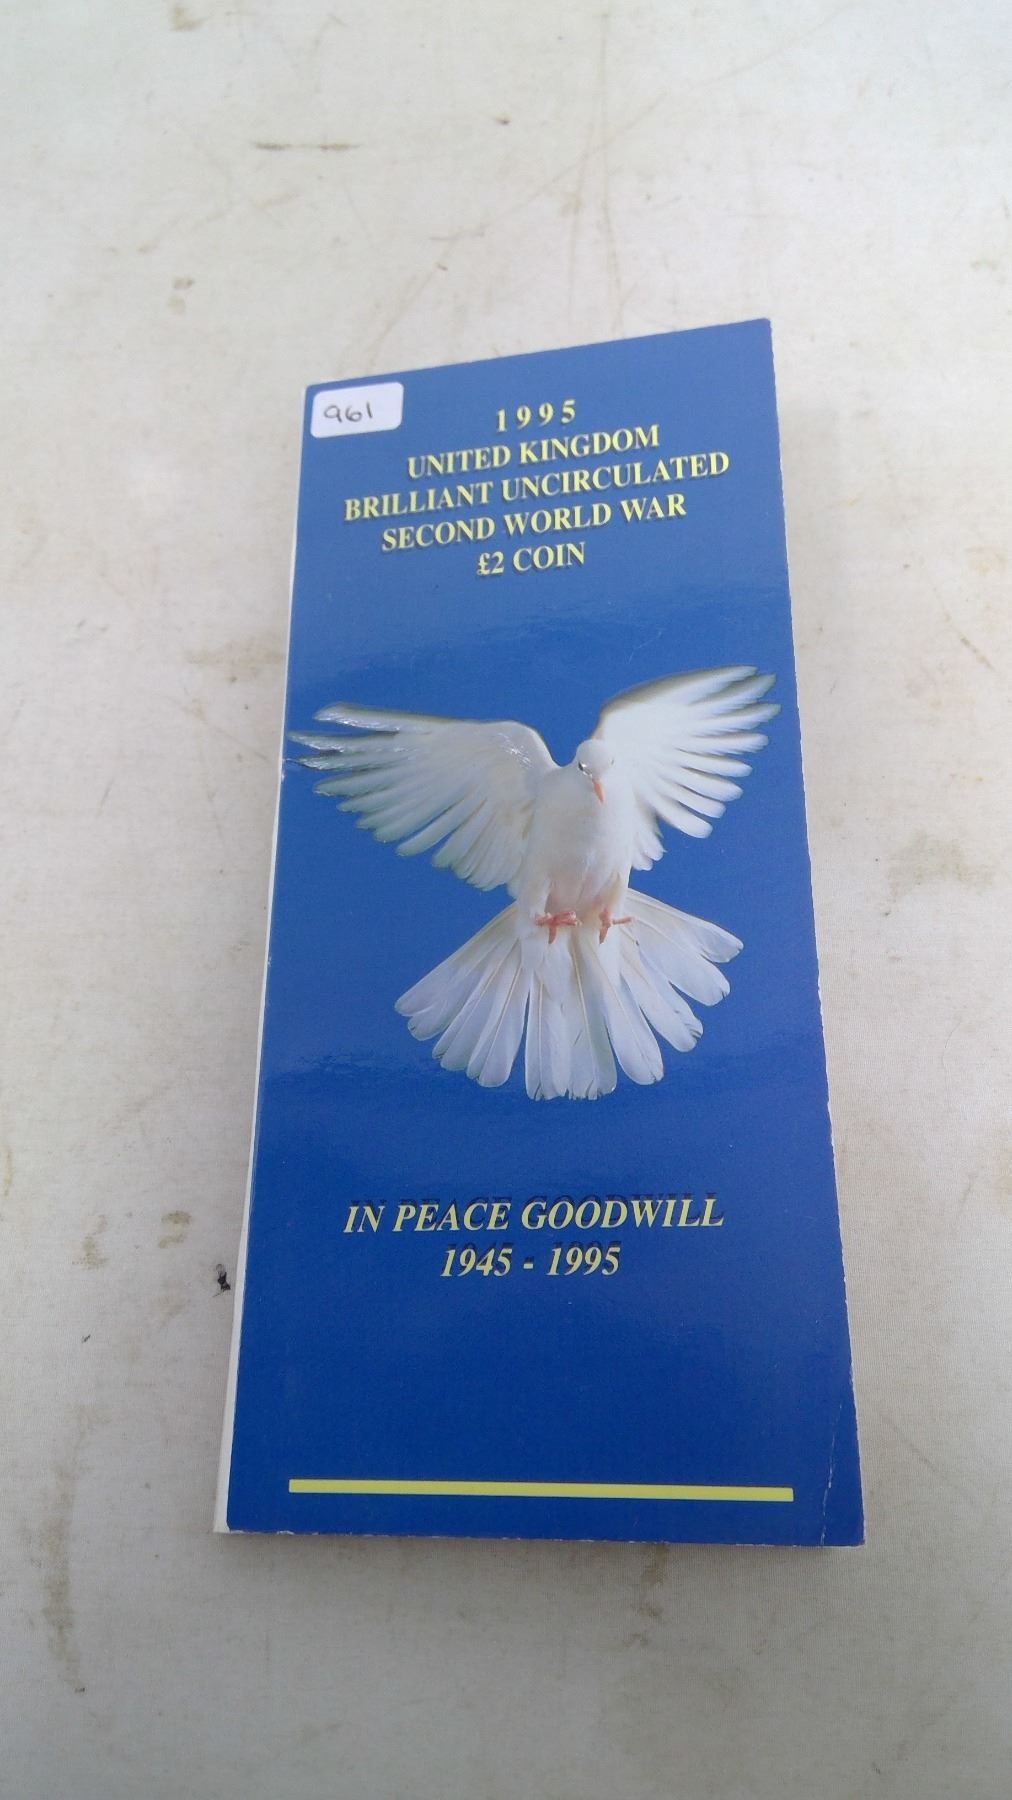 961
1995
UNITED KINGDOM
BRILLIANT UNCIRCULATED
SECOND WORLD WAR
£2 COIN
IN PEACE GOODWILL
1945 - 1995